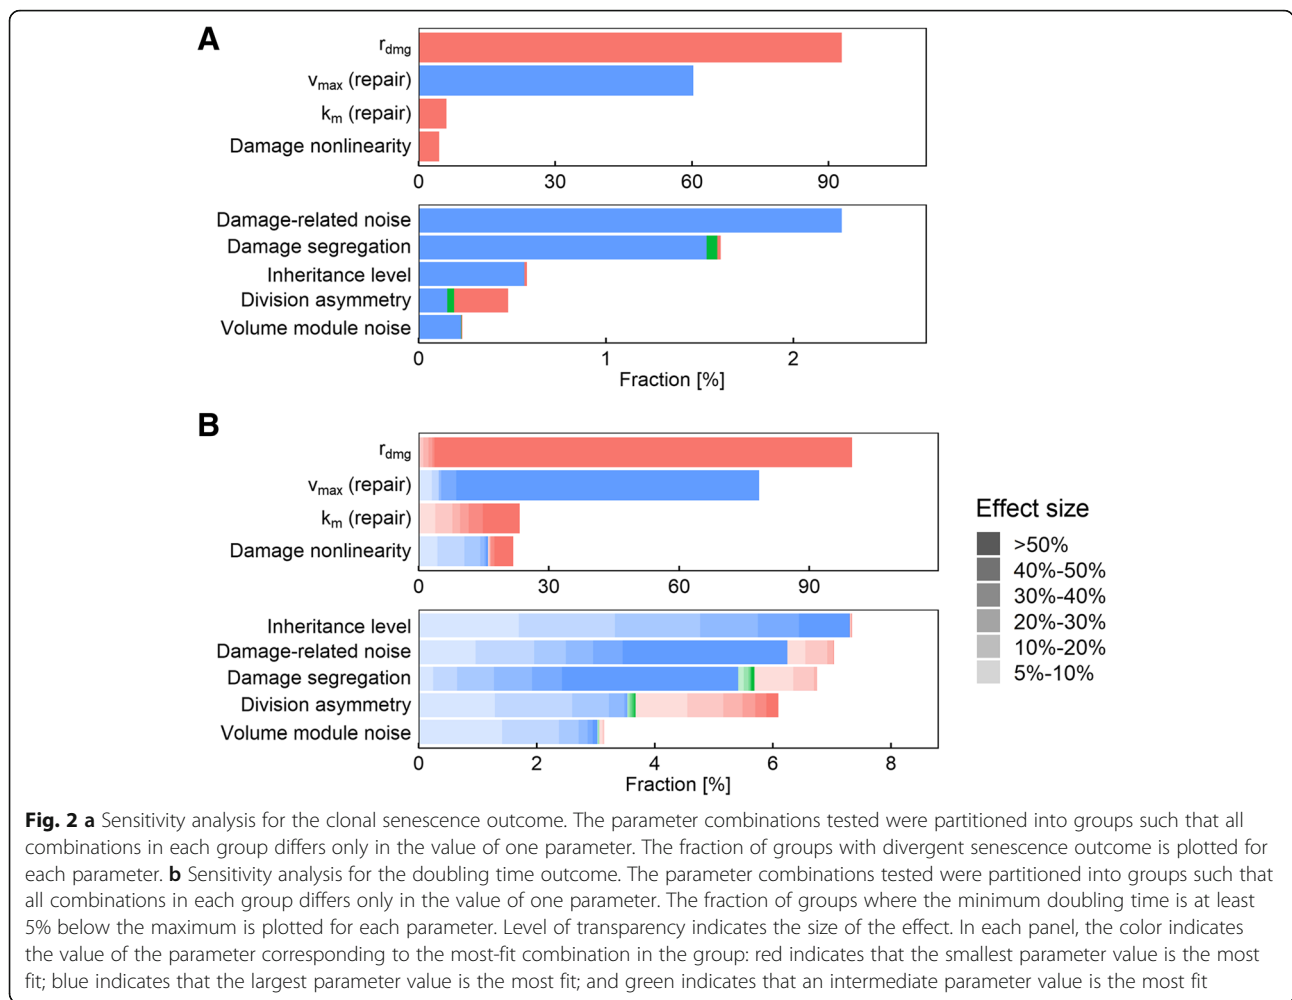 A
r_dmg
v_max (repair)
k_m (repair)
Damage nonlinearity
0 30 60 90
Damage-related noise
Damage segregation
Inheritance level
Division asymmetry
Volume module noise
0 1 2
Fraction [%]
B
r_dmg
v_max (repair)
k_m (repair)
Damage nonlinearity
0 30 60 90
Inheritance level
Damage-related noise
Damage segregation
Division asymmetry
Volume module noise
0 2 4 6 8
Fraction [%]
Effect size
>50%
40%-50%
30%-40%
20%-30%
10%-20%
5%-10%
Fig. 2 a Sensitivity analysis for the clonal senescence outcome. The parameter combinations tested were partitioned into groups such that all
combinations in each group differs only in the value of one parameter. The fraction of groups with divergent senescence outcome is plotted for
each parameter. b Sensitivity analysis for the doubling time outcome. The parameter combinations tested were partitioned into groups such that
all combinations in each group differs only in the value of one parameter. The fraction of groups where the minimum doubling time is at least
5% below the maximum is plotted for each parameter. Level of transparency indicates the size of the effect. In each panel, the color indicates
the value of the parameter corresponding to the most-fit combination in the group: red indicates that the smallest parameter value is the most
fit; blue indicates that the largest parameter value is the most fit; and green indicates that an intermediate parameter value is the most fit